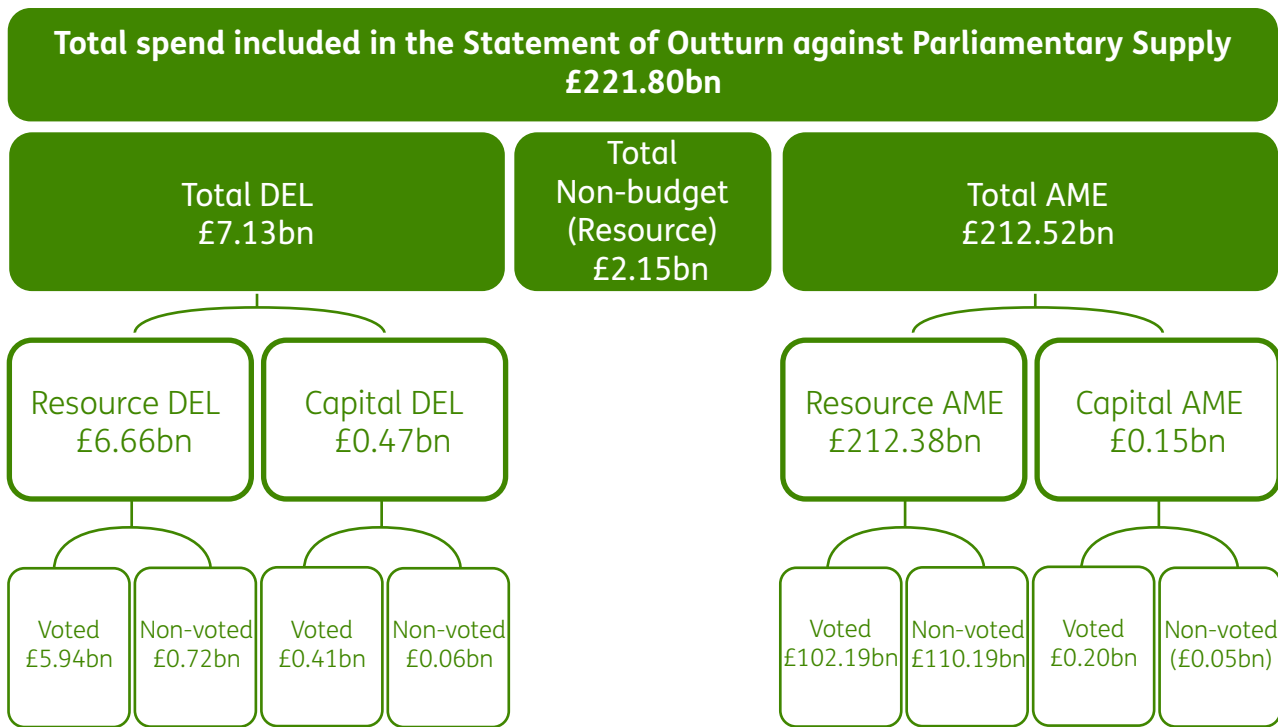 Total spend included in the Statement of Outturn against Parliamentary Supply
£221.80bn
Total DEL
£7.13bn
Total
Non-budget
(Resource)
£2.15bn
Total AME
£212.52bn
Resource DEL
£6.66bn
Capital DEL
£0.47bn
Resource AME
£212.38bn
Capital AME
£0.15bn
Voted
£5.94bn
Non-voted
£0.72bn
Voted
£0.41bn
Non-voted
£0.06bn
Voted
£102.19bn
Non-voted
£110.19bn
Voted
£0.20bn
Non-voted
(£0.05bn)